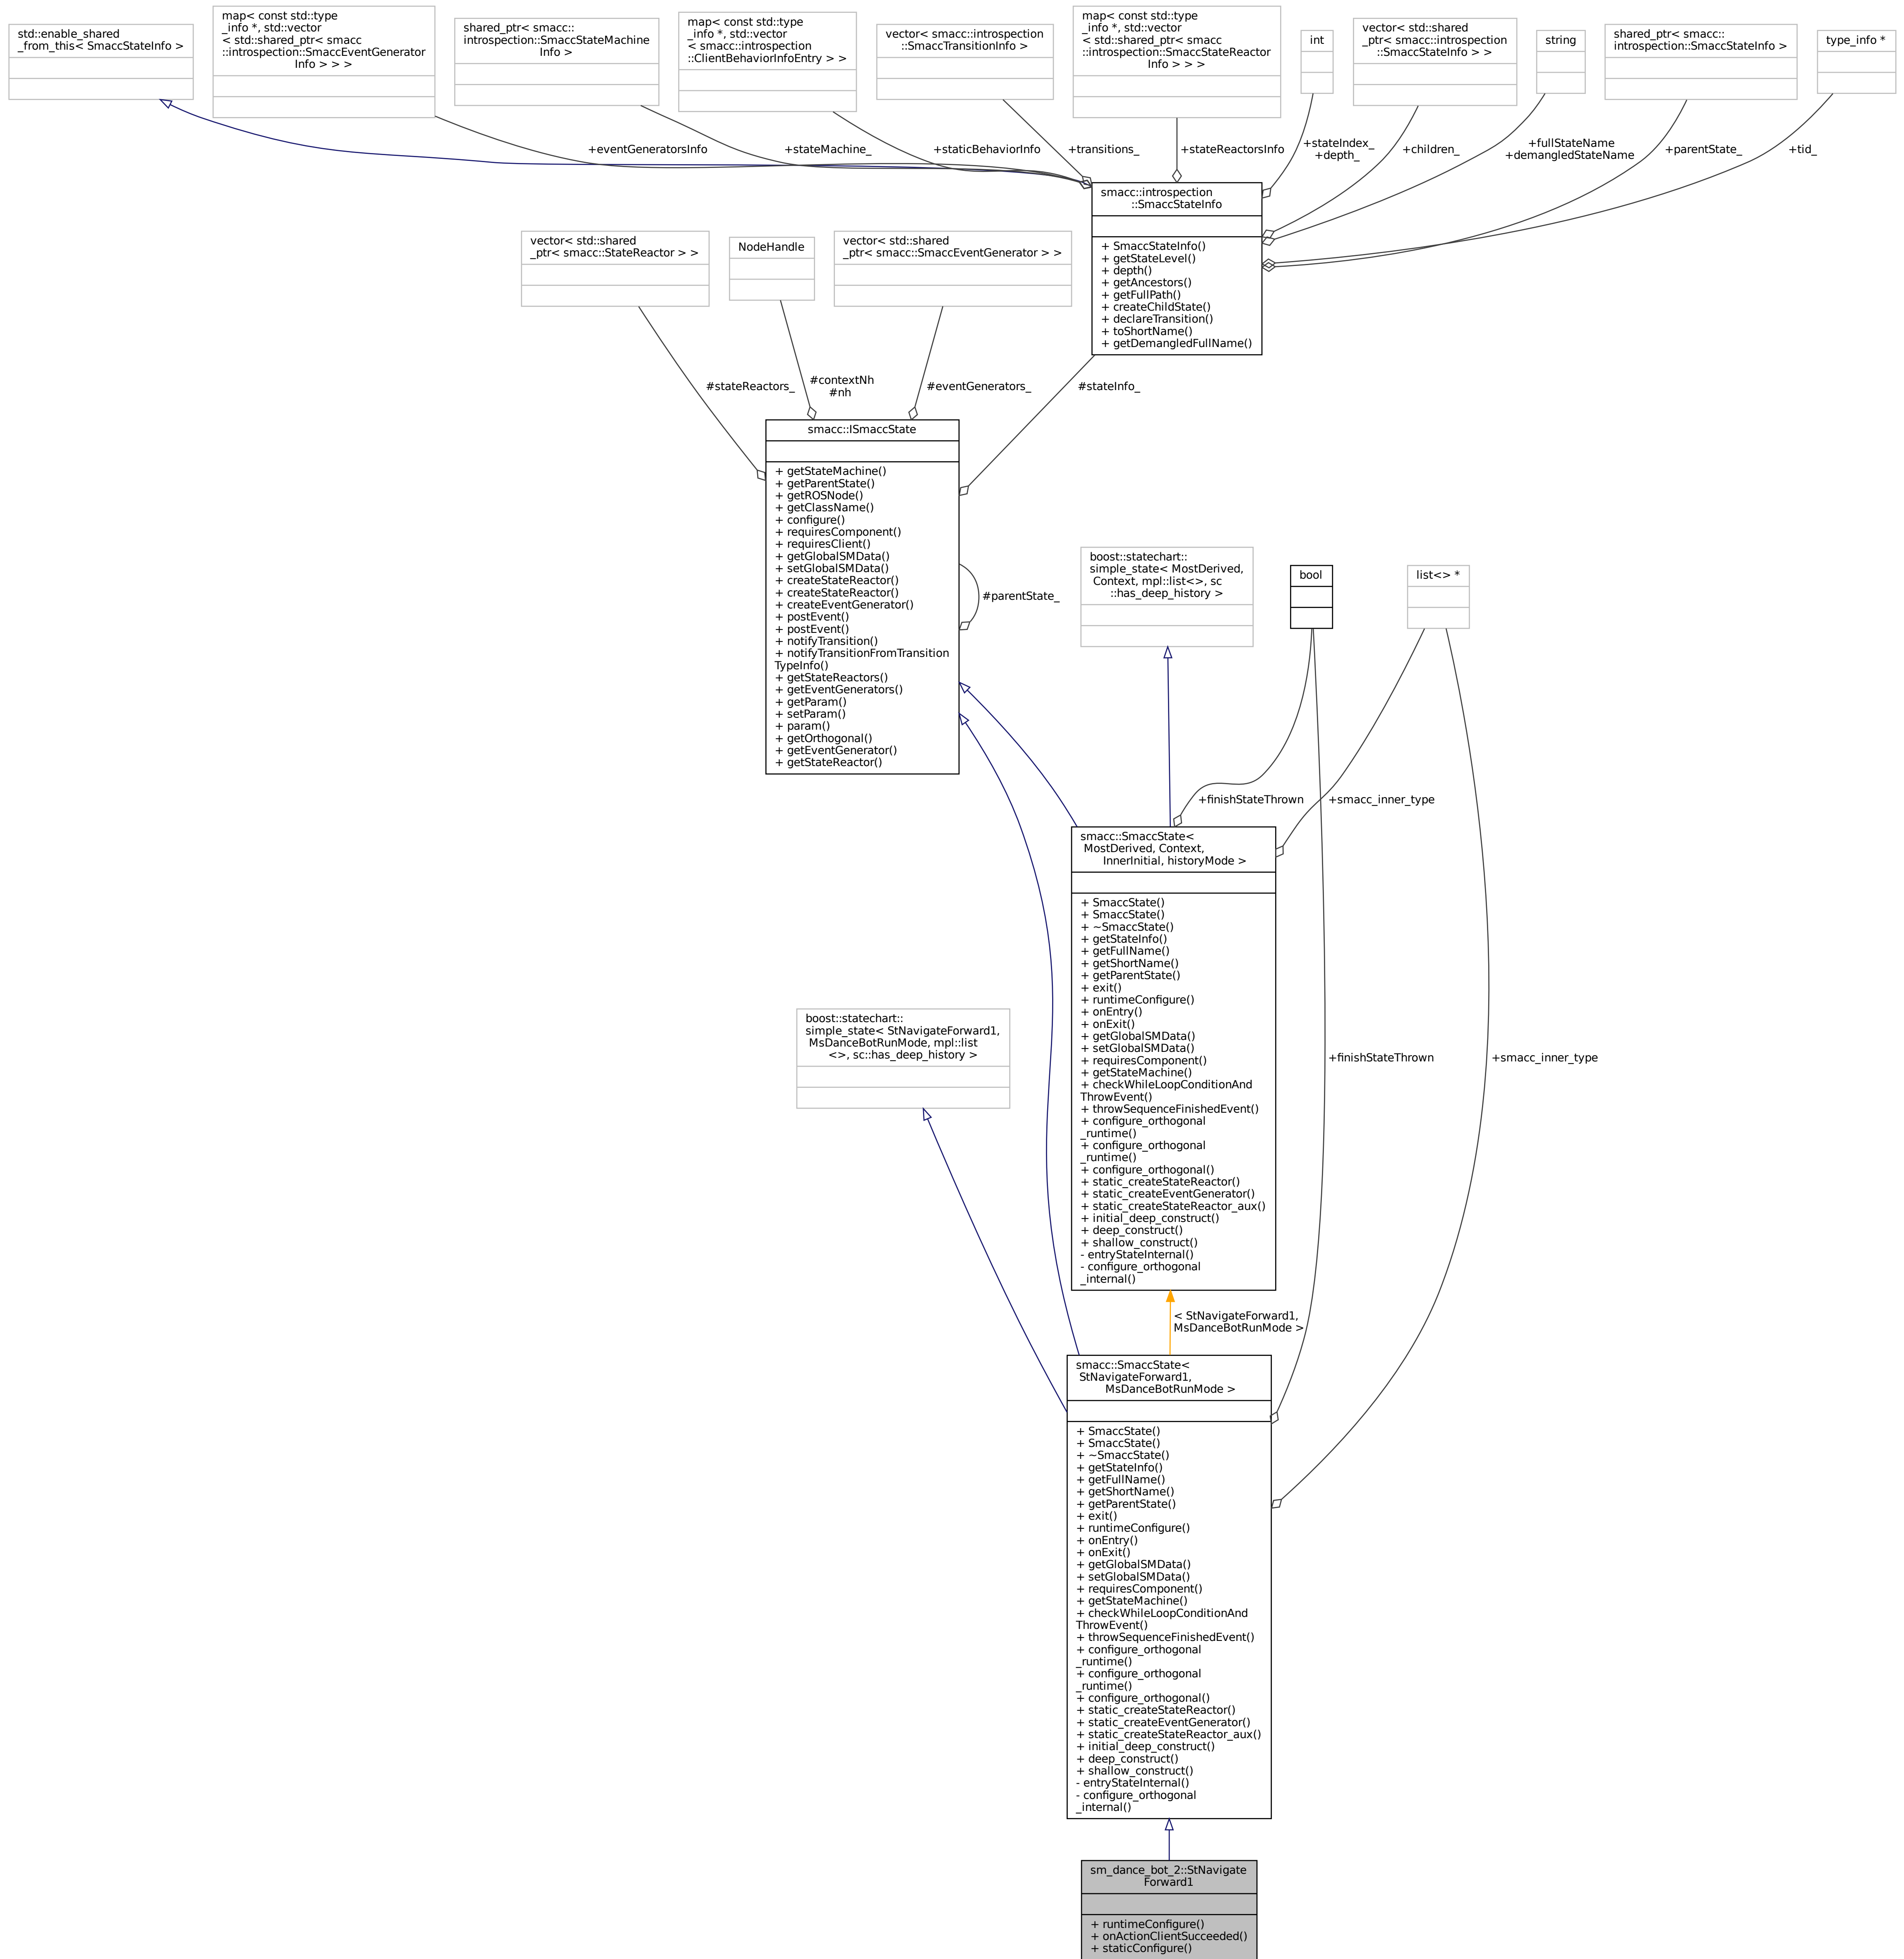 std::enable_shared
_from_this< SmaccStateInfo >
map< const std::type
_info *, std::vector
< std::shared_ptr< smacc
::introspection::SmaccEventGenerator
Info > > >
shared_ptr< smacc::
introspection::SmaccStateMachine
Info >
map< const std::type
_info *, std::vector
< smacc::introspection
::ClientBehaviorInfoEntry > >
vector< smacc::introspection
::SmaccTransitionInfo >
map< const std::type
_info *, std::vector
< std::shared_ptr< smacc
::introspection::SmaccStateReactor
Info > > >
int
vector< std::shared
_ptr< smacc::introspection
::SmaccStateInfo > >
string
shared_ptr< smacc::
introspection::SmaccStateInfo >
type_info *
+eventGeneratorsInfo
+stateMachine_
+staticBehaviorInfo
+transitions_
+stateReactorsInfo
+stateIndex_
+depth_
+children_
+fullStateName
+demangledStateName
+parentState_
+tid_
smacc::introspection
::SmaccStateInfo
+ SmaccStateInfo()
+ getStateLevel()
+ depth()
+ getAncestors()
+ getFullPath()
+ createChildState()
+ declareTransition()
+ toShortName()
+ getDemangledFullName()
vector< std::shared
_ptr< smacc::StateReactor > >
NodeHandle
vector< std::shared
_ptr< smacc::SmaccEventGenerator > >
#stateReactors_
#contextNh
#nh
#eventGenerators_
#stateInfo_
smacc::ISmaccState
+ getStateMachine()
+ getParentState()
+ getROSNode()
+ getClassName()
+ configure()
+ requiresComponent()
+ requiresClient()
+ getGlobalSMData()
+ setGlobalSMData()
+ createStateReactor()
+ createStateReactor()
+ createEventGenerator()
+ postEvent()
+ postEvent()
+ notifyTransition()
+ notifyTransitionFromTransition
TypeInfo()
+ getStateReactors()
+ getEventGenerators()
+ getParam()
+ setParam()
+ param()
+ getOrthogonal()
+ getEventGenerator()
+ getStateReactor()
#parentState_
boost::statechart::
simple_state< MostDerived,
Context, mpl::list<>, sc
::has_deep_history >
bool
list<> *
+finishStateThrown
+smacc_inner_type
smacc::SmaccState<
MostDerived, Context,
InnerInitial, historyMode >
+ SmaccState()
+ SmaccState()
+ ~SmaccState()
+ getStateInfo()
+ getFullName()
+ getShortName()
+ getParentState()
+ exit()
+ runtimeConfigure()
+ onEntry()
+ onExit()
+ getGlobalSMData()
+ setGlobalSMData()
+ requiresComponent()
+ getStateMachine()
+ checkWhileLoopConditionAnd
ThrowEvent()
+ throwSequenceFinishedEvent()
+ configure_orthogonal
_runtime()
+ configure_orthogonal
_runtime()
+ configure_orthogonal()
+ static_createStateReactor()
+ static_createEventGenerator()
+ static_createStateReactor_aux()
+ initial_deep_construct()
+ deep_construct()
+ shallow_construct()
- entryStateInternal()
- configure_orthogonal
_internal()
boost::statechart::
simple_state< StNavigateForward1,
MsDanceBotRunMode, mpl::list
<>, sc::has_deep_history >
+finishStateThrown
+smacc_inner_type
< StNavigateForward1,
MsDanceBotRunMode >
smacc::SmaccState<
StNavigateForward1,
MsDanceBotRunMode >
+ SmaccState()
+ SmaccState()
+ ~SmaccState()
+ getStateInfo()
+ getFullName()
+ getShortName()
+ getParentState()
+ exit()
+ runtimeConfigure()
+ onEntry()
+ onExit()
+ getGlobalSMData()
+ setGlobalSMData()
+ requiresComponent()
+ getStateMachine()
+ checkWhileLoopConditionAnd
ThrowEvent()
+ throwSequenceFinishedEvent()
+ configure_orthogonal
_runtime()
+ configure_orthogonal
_runtime()
+ configure_orthogonal()
+ static_createStateReactor()
+ static_createEventGenerator()
+ static_createStateReactor_aux()
+ initial_deep_construct()
+ deep_construct()
+ shallow_construct()
- entryStateInternal()
- configure_orthogonal
_internal()
sm_dance_bot_2::StNavigate
Forward1
+ runtimeConfigure()
+ onActionClientSucceeded()
+ staticConfigure()